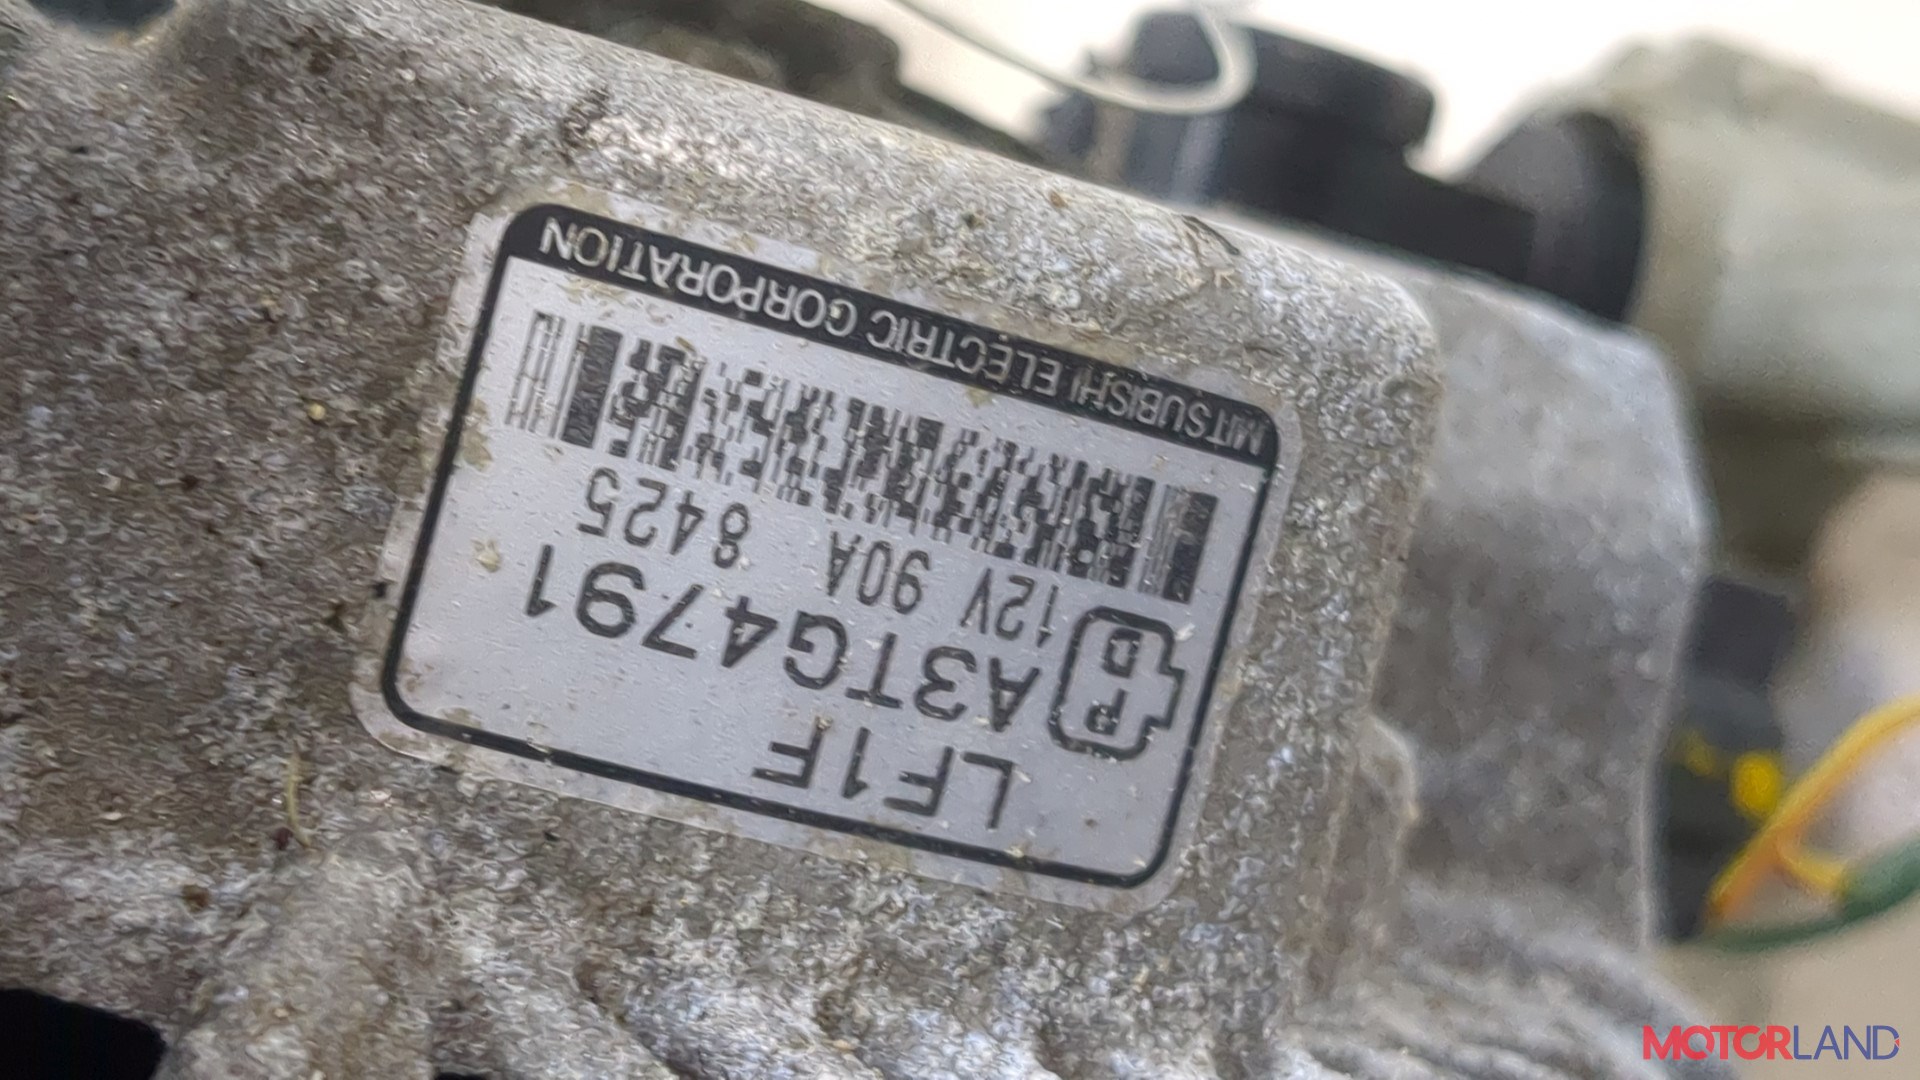 LF1F
A3TG4791
P D
12V 90A 8425
MITSUBISHI ELECTRIC CORPORATION
MOTORLAND